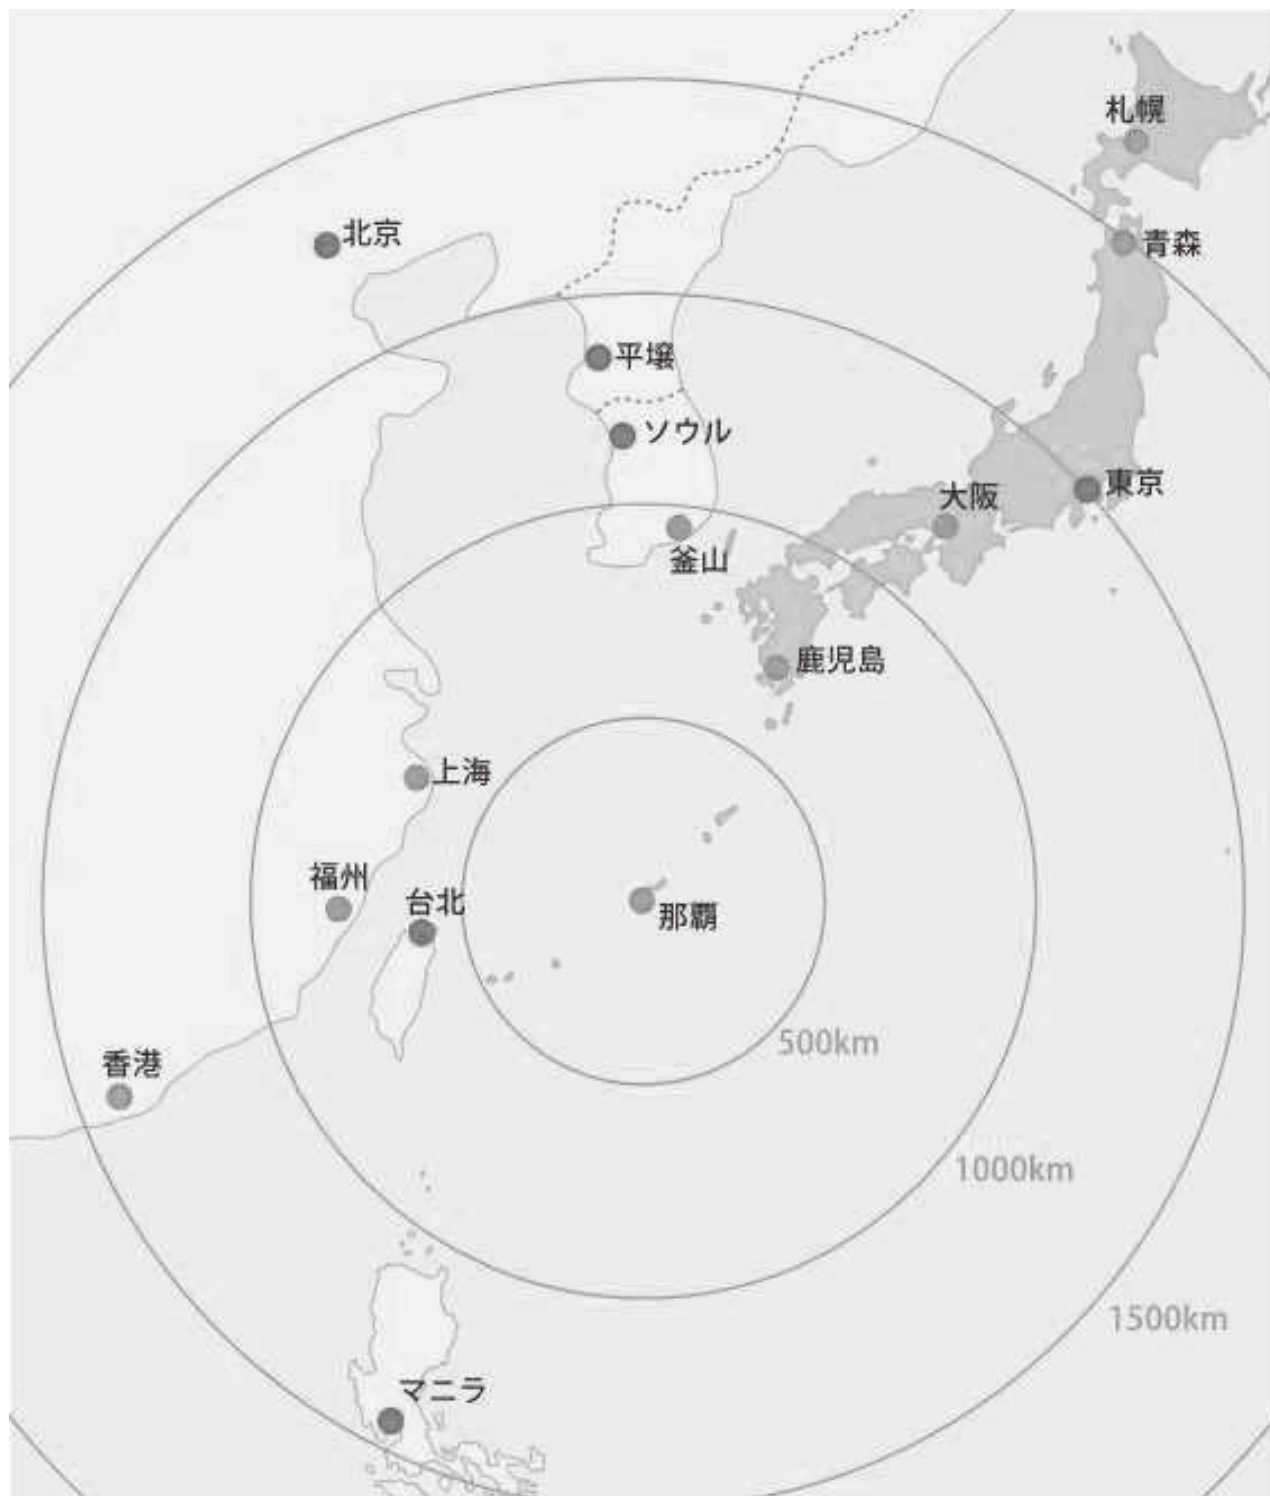 札幌
北京
青森
平壌
ソウル
東京
大阪
釜山
鹿児島
上海
福州
台北
那覇
500km
香港
1000km
1500km
マニラ